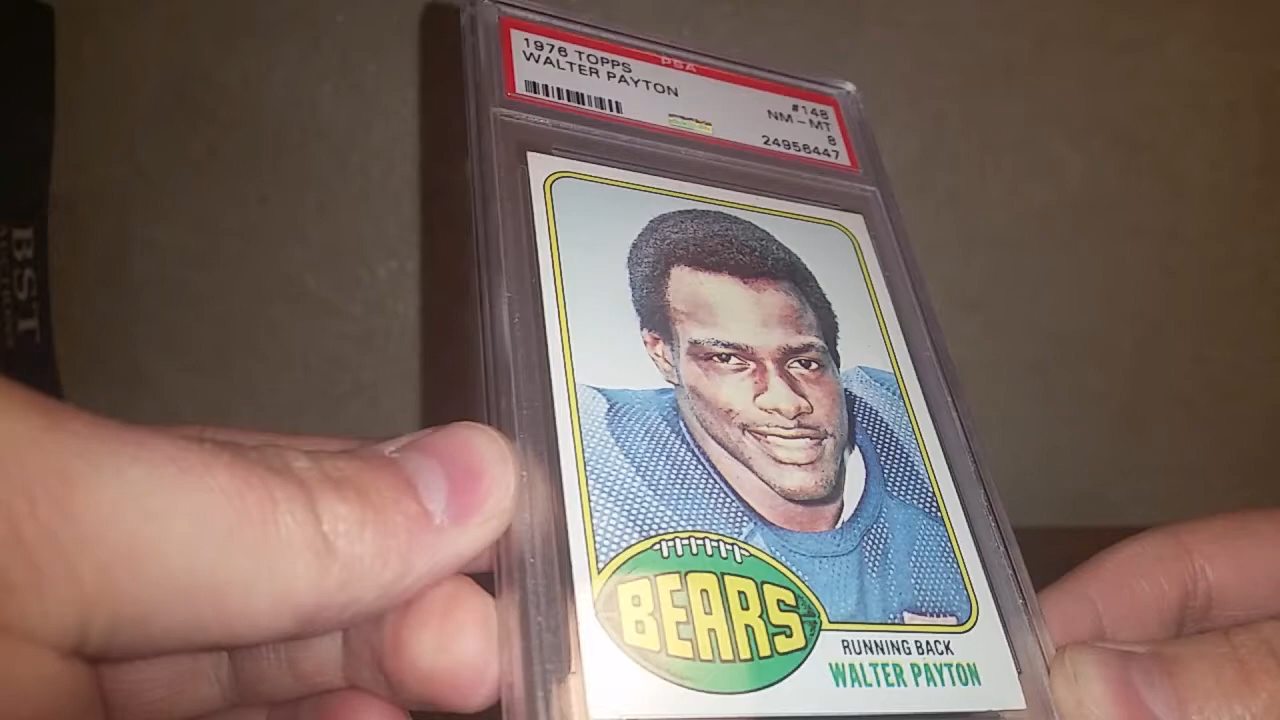 1976 TOPPS
WALTER PAYTON
PSA
#148
NM - MT
8
24956447
BEARS
RUNNING BACK
WALTER PAYTON
BST